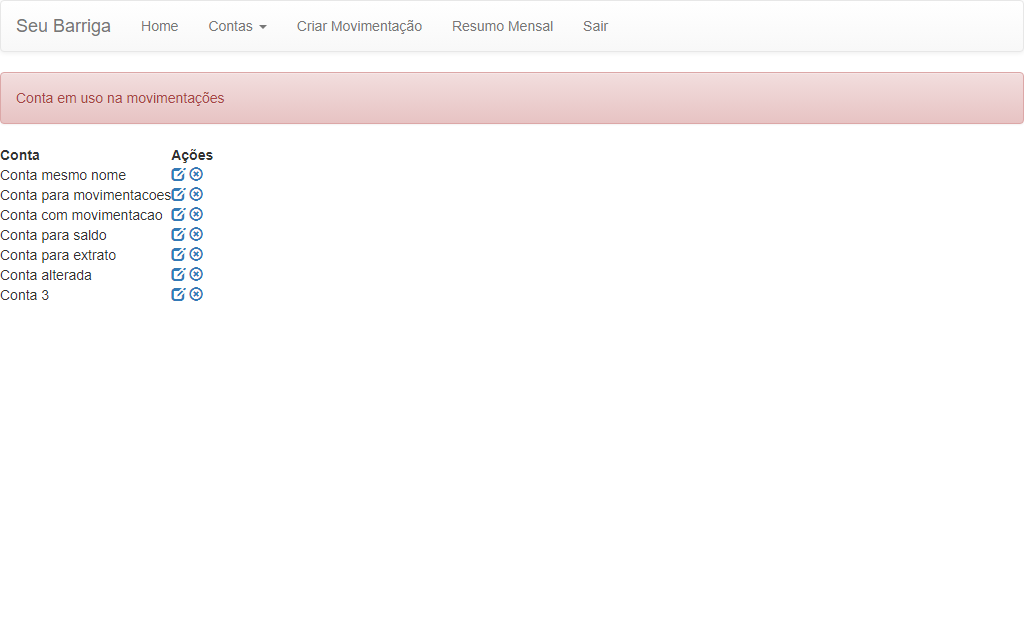 Seu Barriga Home Contas Criar Movimentação Resumo Mensal Sair
Conta em uso na movimentações
Conta Ações
Conta mesmo nome
Conta para movimentacoes
Conta com movimentacao
Conta para saldo
Conta para extrato
Conta alterada
Conta 3